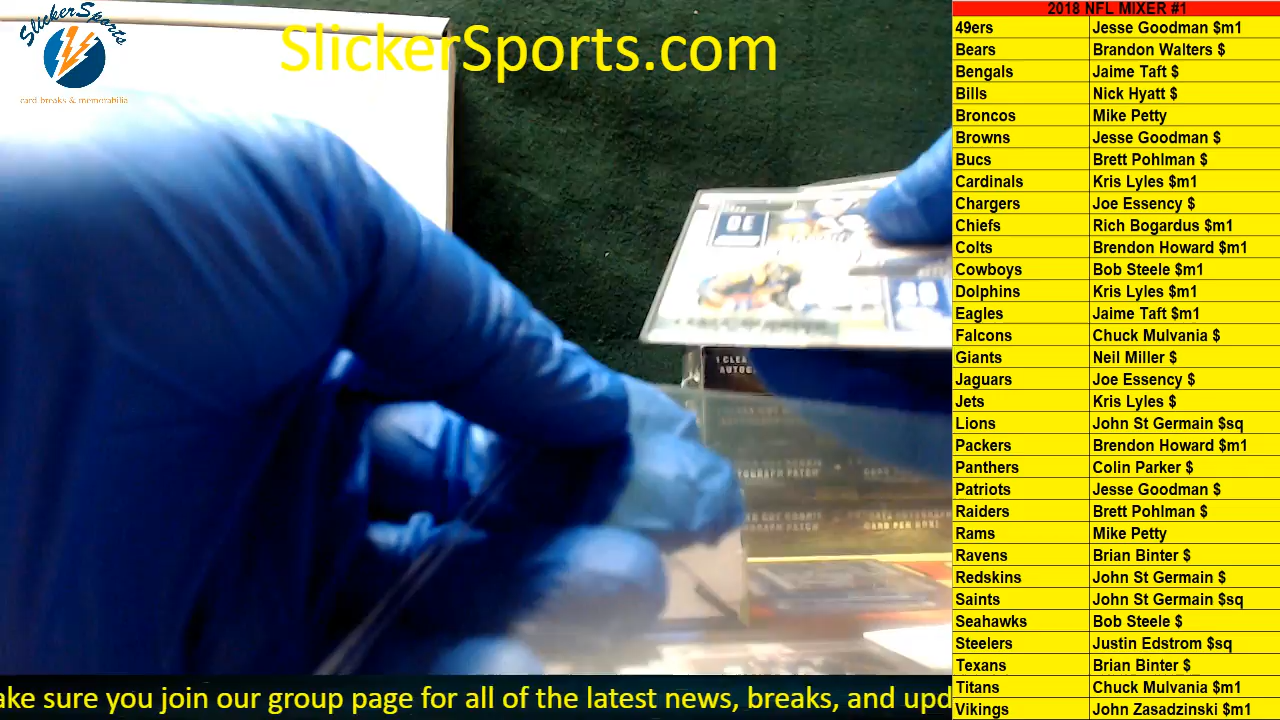 SlickerSports
card breaks & memorabilia
SlickerSports.com
1 CLEA
AUTOG
CARD PER BOX!
2018 NFL MIXER #1
49ers Jesse Goodman $m1
Bears Brandon Walters $
Bengals Jaime Taft $
Bills Nick Hyatt $
Broncos Mike Petty
Browns Jesse Goodman $
Bucs Brett Pohlman $
Cardinals Kris Lyles $m1
Chargers Joe Essency $
Chiefs Rich Bogardus $m1
Colts Brendon Howard $m1
Cowboys Bob Steele $m1
Dolphins Kris Lyles $m1
Eagles Jaime Taft $m1
Falcons Chuck Mulvania $
Giants Neil Miller $
Jaguars Joe Essency $
Jets Kris Lyles $
Lions John St Germain $sq
Packers Brendon Howard $m1
Panthers Colin Parker $
Patriots Jesse Goodman $
Raiders Brett Pohlman $
Rams Mike Petty
Ravens Brian Binter $
Redskins John St Germain $
Saints John St Germain $sq
Seahawks Bob Steele $
Steelers Justin Edstrom $sq
Texans Brian Binter $
Titans Chuck Mulvania $m1
Vikings John Zasadzinski $m1
ake sure you join our group page for all of the latest news, breaks, and upd